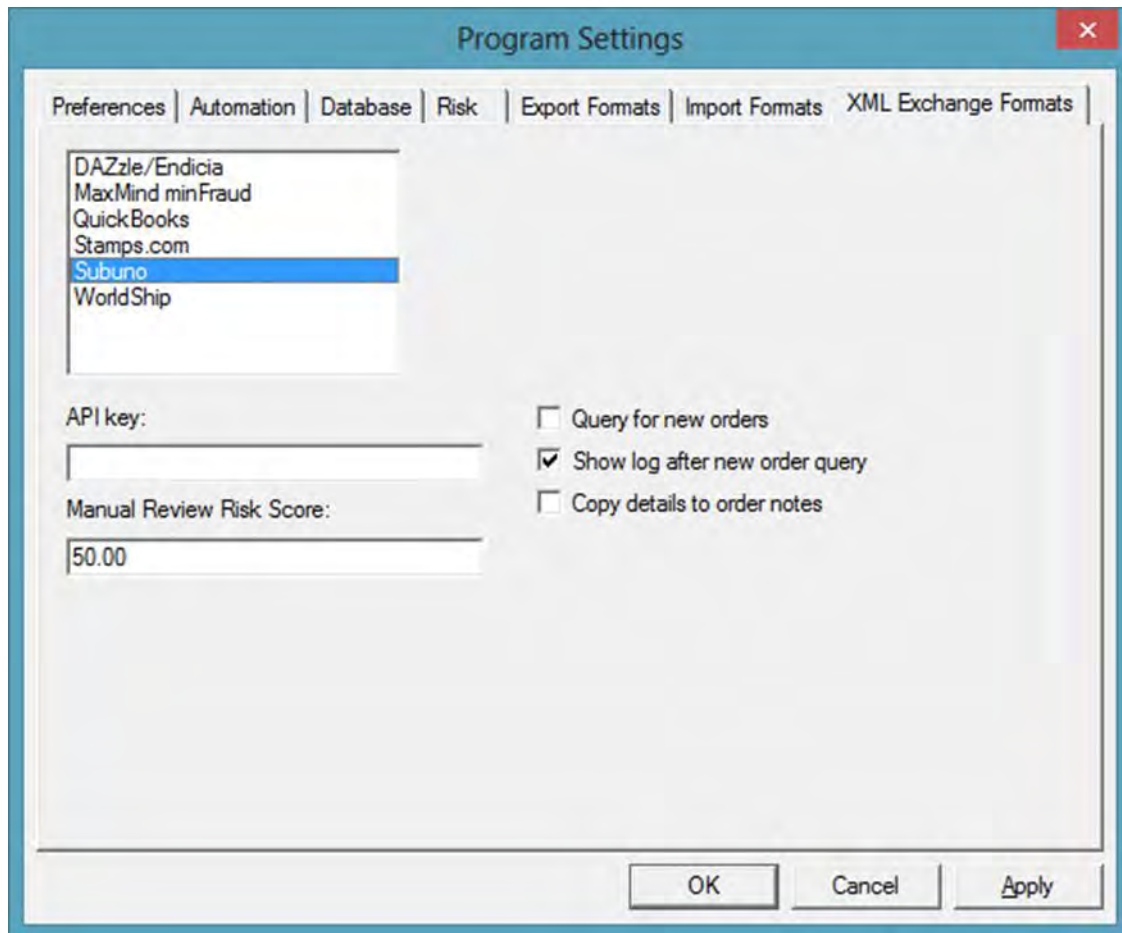 Program Settings
Preferences Automation Database Risk Export Formats Import Formats XML Exchange Formats
DAZzle/Endicia
MaxMind minFraud
QuickBooks
Stamps.com
Subuno
WorldShip
API key:
Query for new orders
Show log after new order query
Manual Review Risk Score:
Copy details to order notes
50.00
OK Cancel Apply